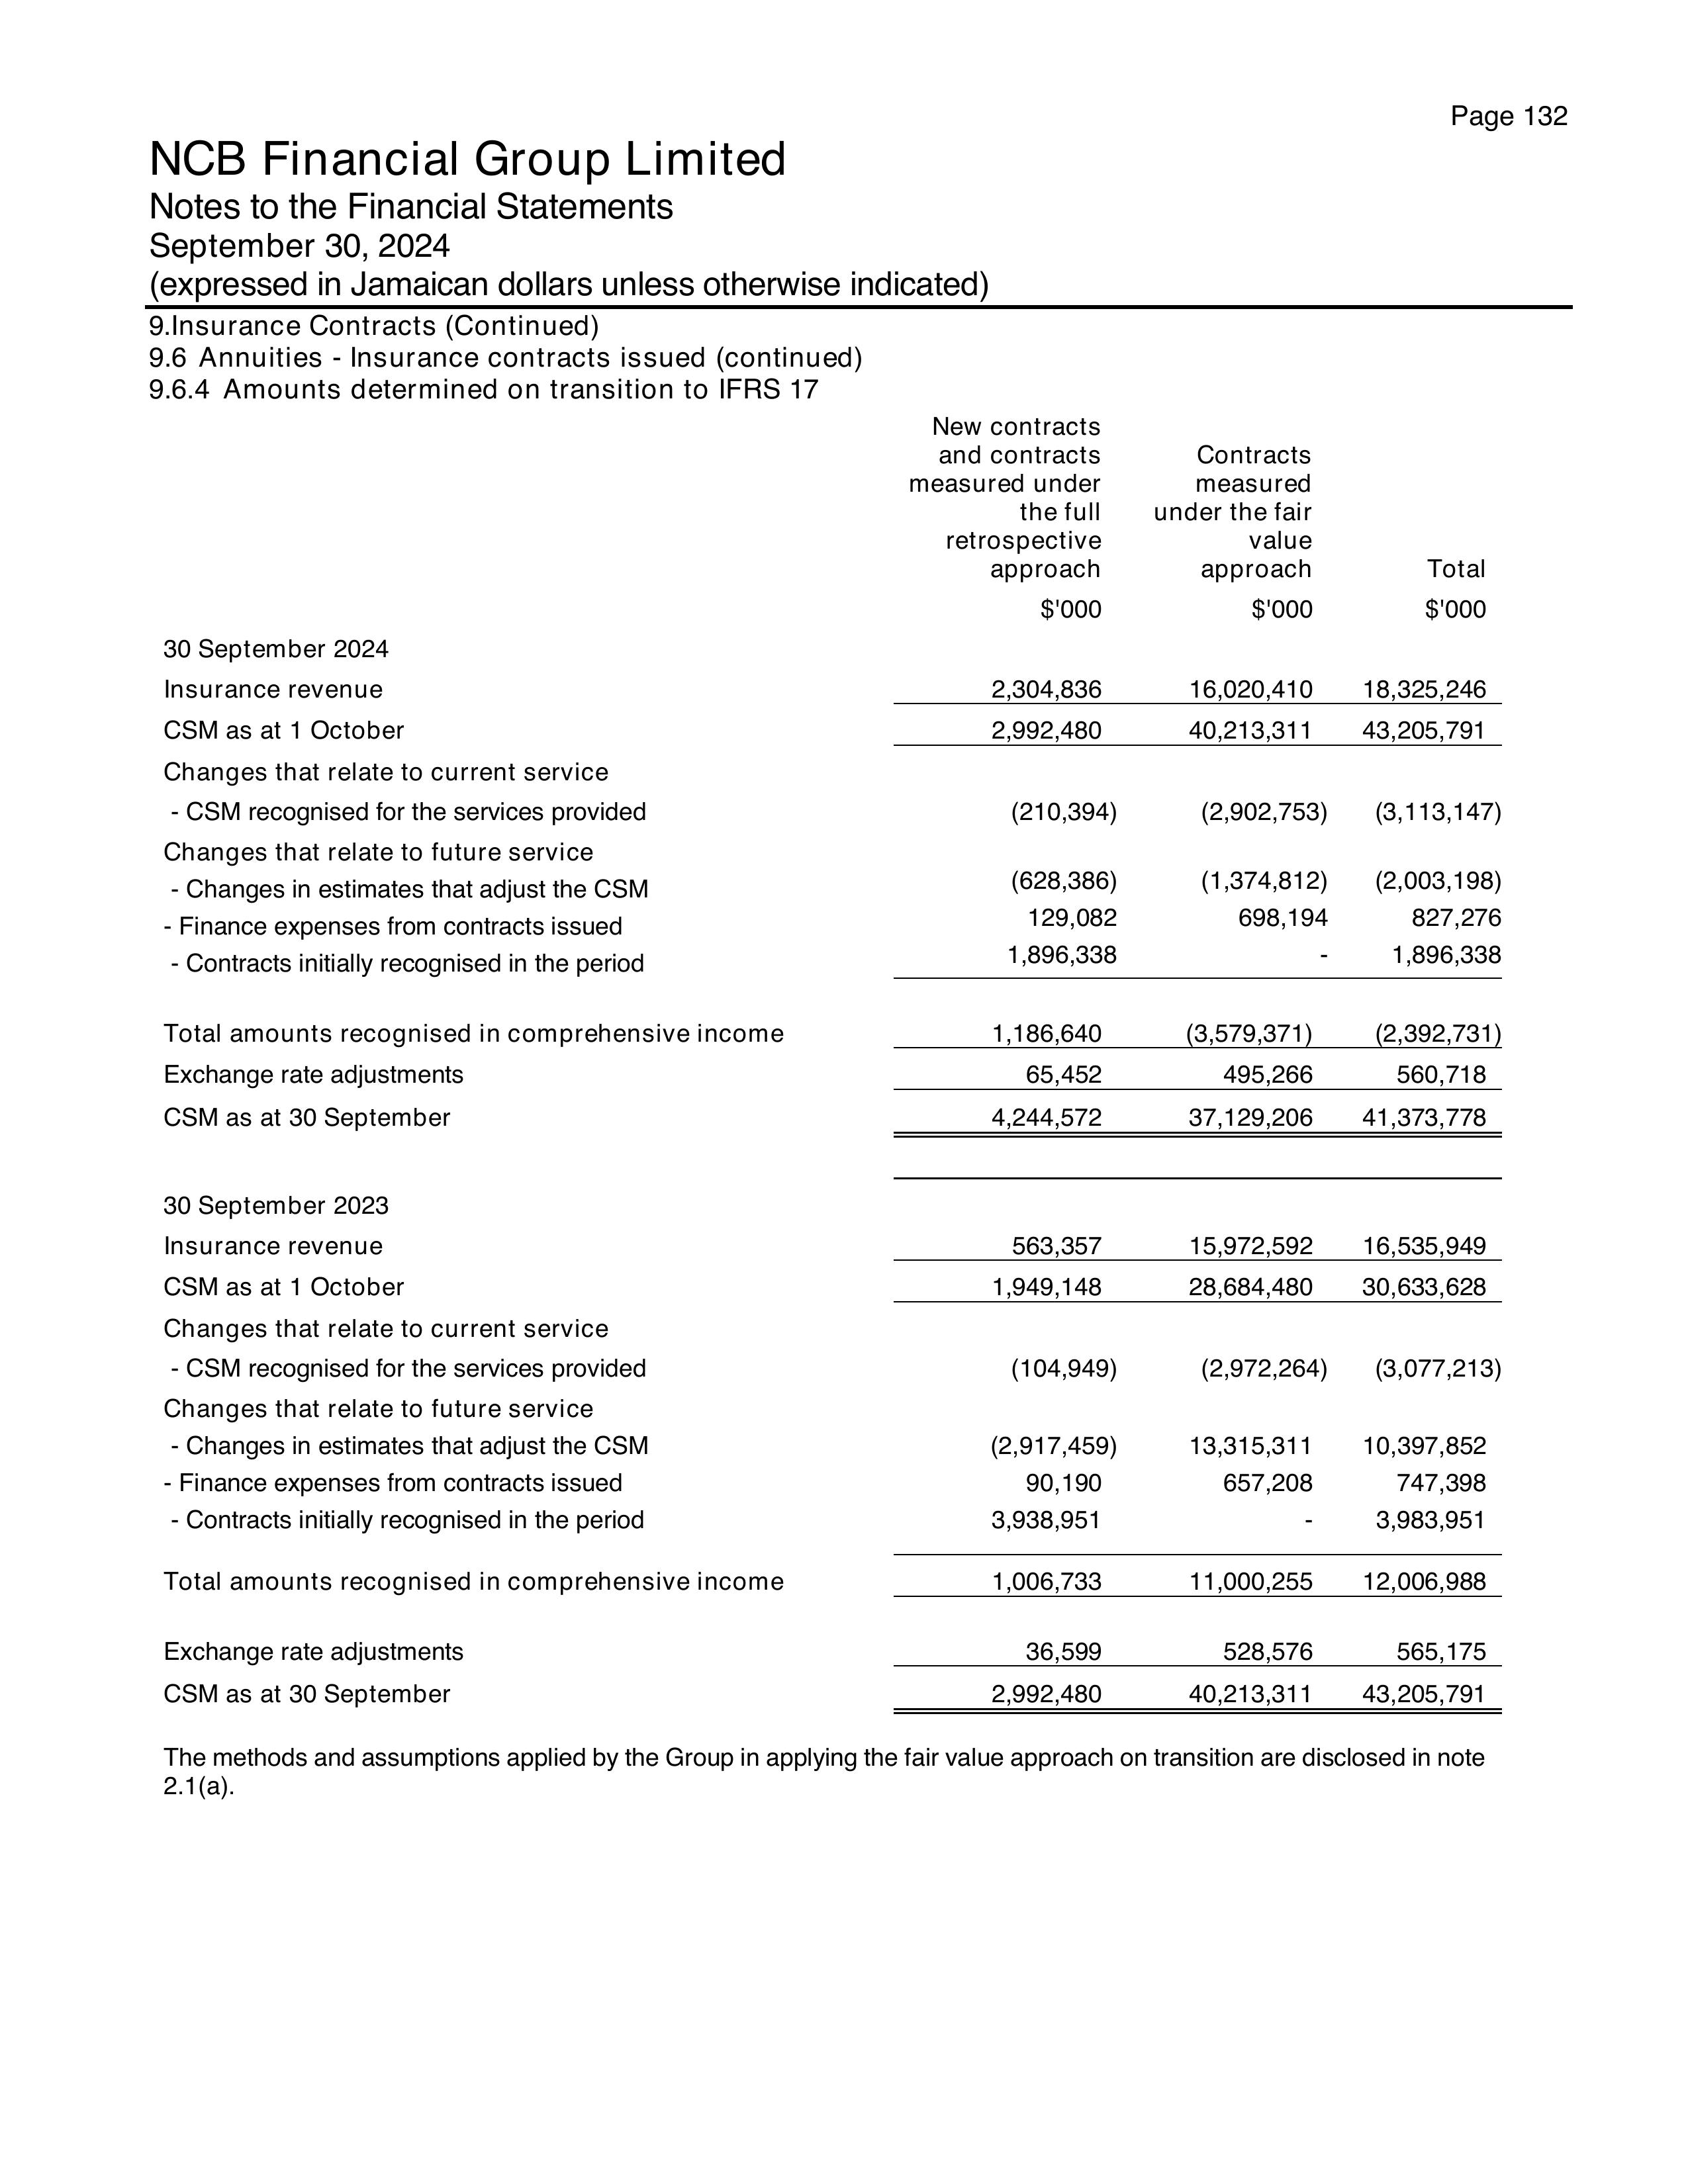 Page 132
NCB Financial Group Limited
Notes to the Financial Statements
September 30, 2024
(expressed in Jamaican dollars unless otherwise indicated)
9.Insurance Contracts (Continued)
9.6 Annuities - Insurance contracts issued (continued)
9.6.4 Amounts determined on transition to IFRS 17
New contracts
and contracts Contracts
measured under measured
the full under the fair
retrospective value
approach approach Total
$'000 $'000 $'000
30 September 2024
Insurance revenue 2,304,836 16,020,410 18,325,246
CSM as at 1 October 2,992,480 40,213,311 43,205,791
Changes that relate to current service
- CSM recognised for the services provided (210,394) (2,902,753) (3,113,147)
Changes that relate to future service
- Changes in estimates that adjust the CSM (628,386) (1,374,812) (2,003,198)
- Finance expenses from contracts issued 129,082 698,194 827,276
- Contracts initially recognised in the period 1,896,338 - 1,896,338
Total amounts recognised in comprehensive income 1,186,640 (3,579,371) (2,392,731)
Exchange rate adjustments 65,452 495,266 560,718
CSM as at 30 September 4,244,572 37,129,206 41,373,778
30 September 2023
Insurance revenue 563,357 15,972,592 16,535,949
CSM as at 1 October 1,949,148 28,684,480 30,633,628
Changes that relate to current service
- CSM recognised for the services provided (104,949) (2,972,264) (3,077,213)
Changes that relate to future service
- Changes in estimates that adjust the CSM (2,917,459) 13,315,311 10,397,852
- Finance expenses from contracts issued 90,190 657,208 747,398
- Contracts initially recognised in the period 3,938,951 - 3,983,951
Total amounts recognised in comprehensive income 1,006,733 11,000,255 12,006,988
Exchange rate adjustments 36,599 528,576 565,175
CSM as at 30 September 2,992,480 40,213,311 43,205,791
The methods and assumptions applied by the Group in applying the fair value approach on transition are disclosed in note
2.1(a).